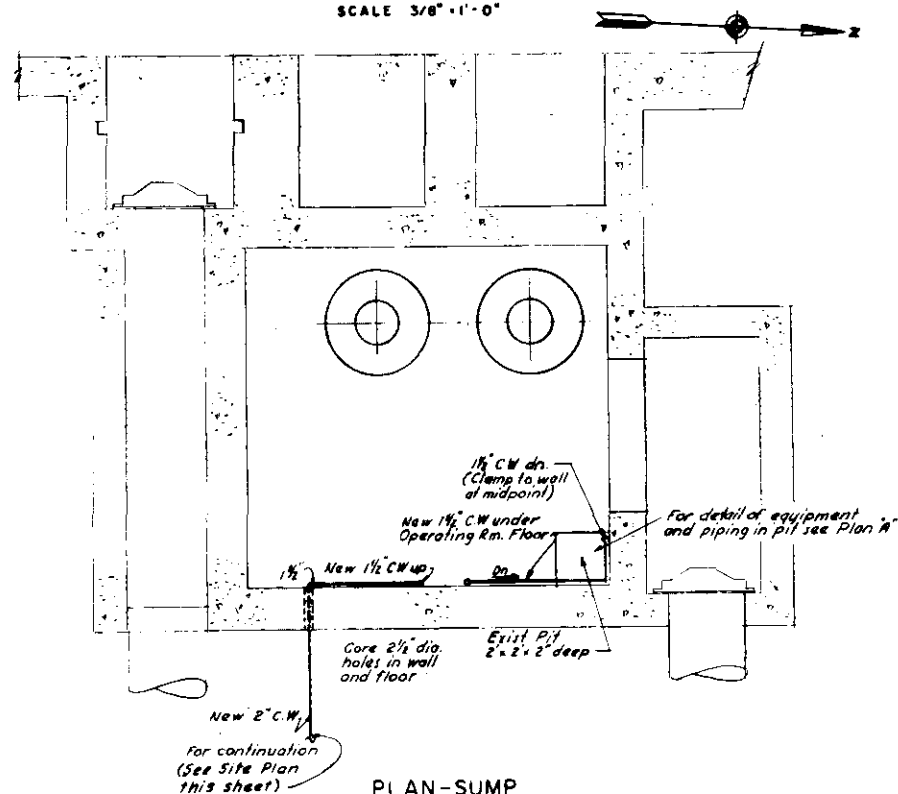 SCALE 3/8" = 1'-0"
Z
1½" C.W. dn.
(Clamp to wall
at midpoint)
New 1½" C.W. under
Operating Rm. Floor
For detail of equipment
and piping in pit see Plan "A"
1½"
New 1½" CW up
Dn
Core 2½" dia.
holes in wall
and floor
Exist Pit
2' x 2' x 2" deep
New 2" C.W.
For continuation
(See Site Plan
this sheet)
PLAN-SUMP